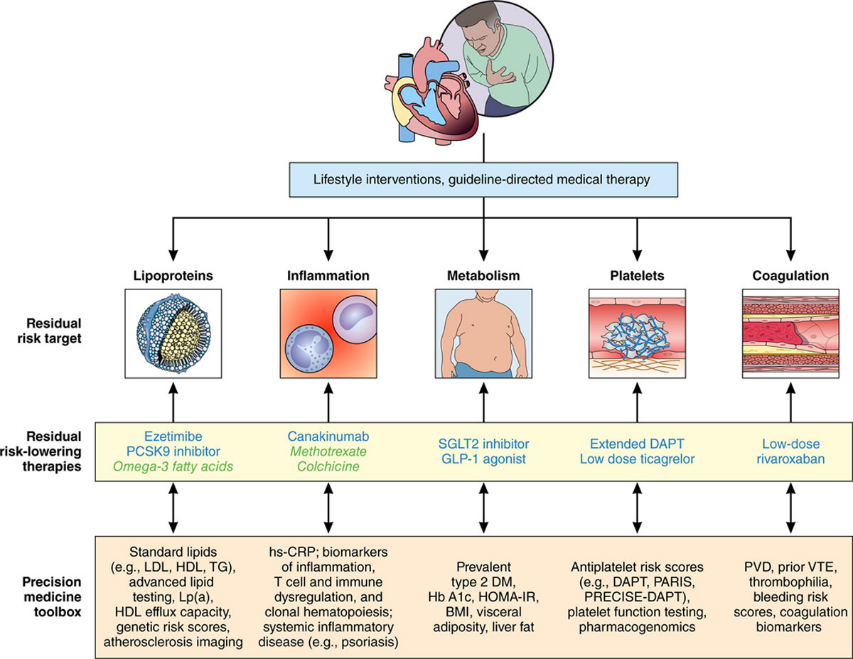 Lifestyle interventions, guideline-directed medical therapy
Lipoproteins
Inflammation
Metabolism
Platelets
Coagulation
Residual
risk target
Residual
risk-lowering
therapies
Ezetimibe
PCSK9 inhibitor
Omega-3 fatty acids
Canakinumab
Methotrexate
Colchicine
SGLT2 inhibitor
GLP-1 agonist
Extended DAPT
Low dose ticagrelor
Low-dose
rivaroxaban
Precision
medicine
toolbox
Standard lipids
(e.g., LDL, HDL, TG),
advanced lipid
testing, Lp(a),
HDL efflux capacity,
genetic risk scores,
atherosclerosis imaging
hs-CRP; biomarkers
of inflammation,
T cell and immune
dysregulation, and
clonal hematopoiesis;
systemic inflammatory
disease (e.g., psoriasis)
Prevalent
type 2 DM,
Hb A1c, HOMA-IR,
BMI, visceral
adiposity, liver fat
Antiplatelet risk scores
(e.g., DAPT, PARIS,
PRECISE-DAPT),
platelet function testing,
pharmacogenomics
PVD, prior VTE,
thrombophilia,
bleeding risk
scores, coagulation
biomarkers